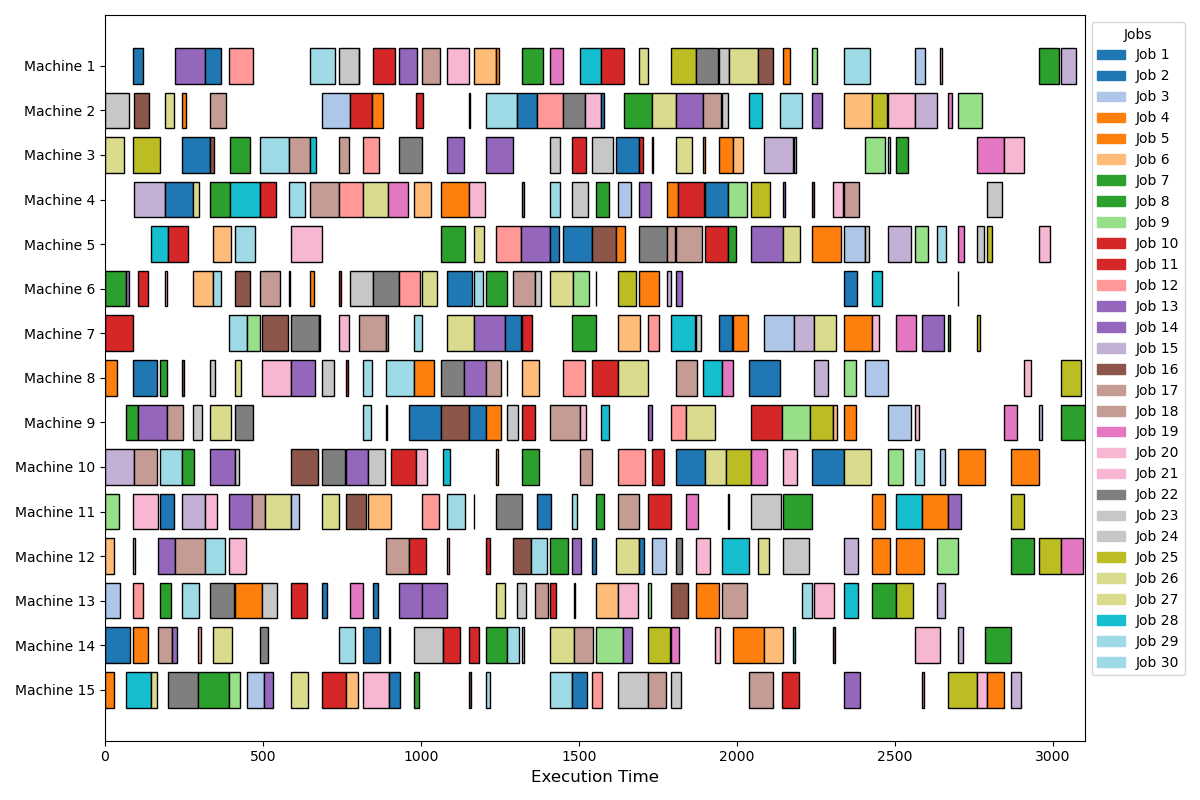 Machine 1
Machine 2
Machine 3
Machine 4
Machine 5
Machine 6
Machine 7
Machine 8
Machine 9
Machine 10
Machine 11
Machine 12
Machine 13
Machine 14
Machine 15
0 500 1000 1500 2000 2500 3000
Execution Time
Jobs
Job 1
Job 2
Job 3
Job 4
Job 5
Job 6
Job 7
Job 8
Job 9
Job 10
Job 11
Job 12
Job 13
Job 14
Job 15
Job 16
Job 17
Job 18
Job 19
Job 20
Job 21
Job 22
Job 23
Job 24
Job 25
Job 26
Job 27
Job 28
Job 29
Job 30